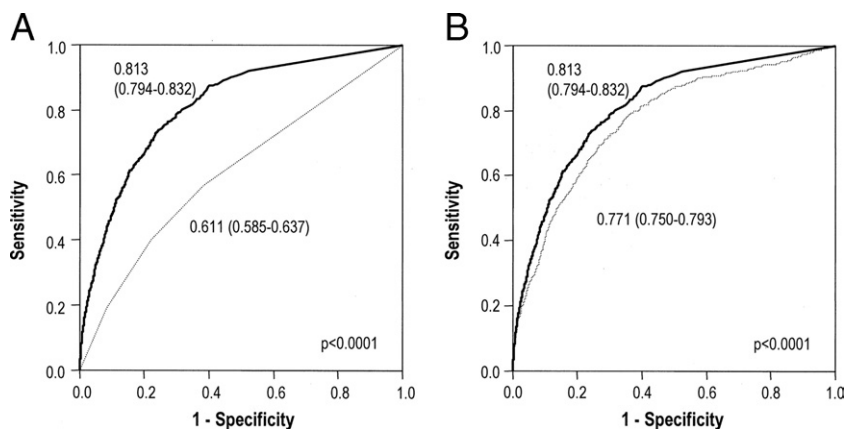 A
1.0
0.8
0.6
0.4
0.2
0.0
Sensitivity
0.813
(0.794-0.832)
0.611 (0.585-0.637)
p<0.0001
0.0 0.2 0.4 0.6 0.8 1.0
1 - Specificity
B
1.0
0.8
0.6
0.4
0.2
0.0
Sensitivity
0.813
(0.794-0.832)
0.771 (0.750-0.793)
p<0.0001
0.0 0.2 0.4 0.6 0.8 1.0
1 - Specificity